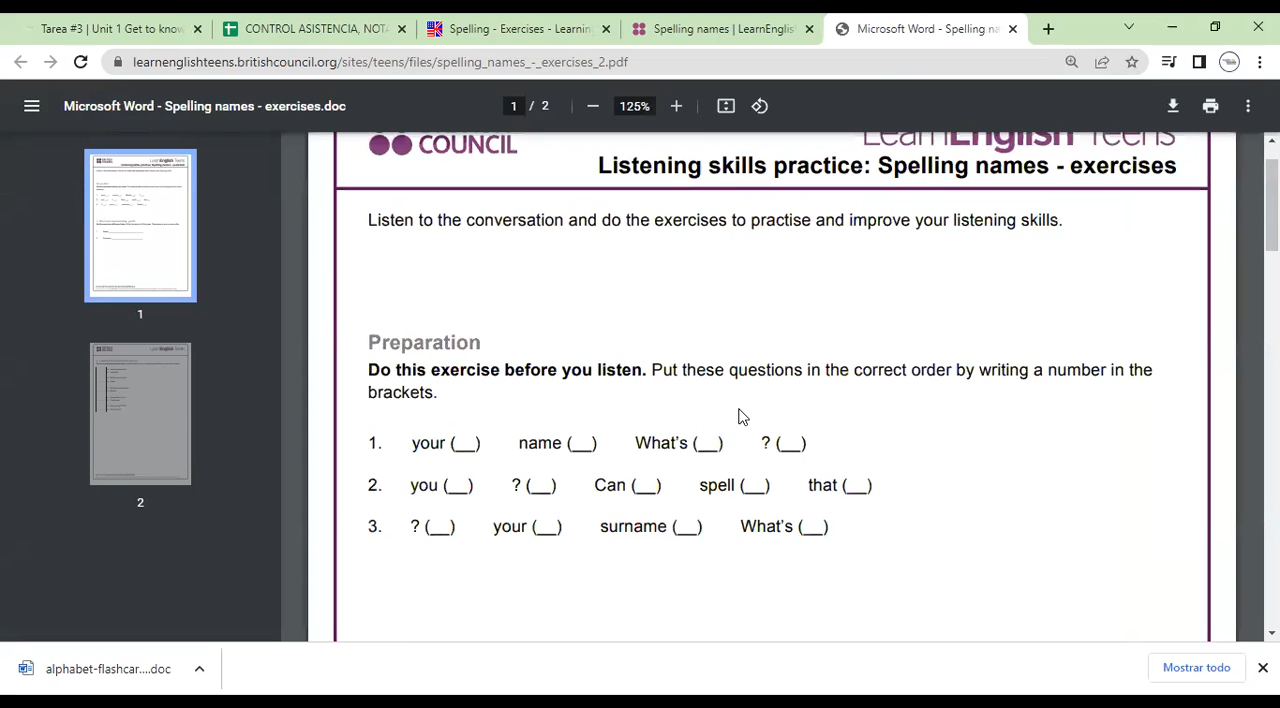 Tarea #3 | Unit 1 Get to know
CONTROL ASISTENCIA, NOTA
Spelling - Exercises - Learnin
Spelling names | LearnEnglish
Microsoft Word - Spelling na
learnenglishteens.britishcouncil.org/sites/teens/files/spelling_names_-_exercises_2.pdf
Microsoft Word - Spelling names - exercises.doc
1 / 2
125%
COUNCIL
LearnEnglish Teens
Listening skills practice: Spelling names - exercises
Listen to the conversation and do the exercises to practise and improve your listening skills.
Preparation
Do this exercise before you listen. Put these questions in the correct order by writing a number in the
brackets.
1. your (__) name (__) What's (__) ? (__)
2. you (__) ? (__) Can (__) spell (__) that (__)
3. ? (__) your (__) surname (__) What's (__)
1
2
alphabet-flashcar....doc
Mostrar todo